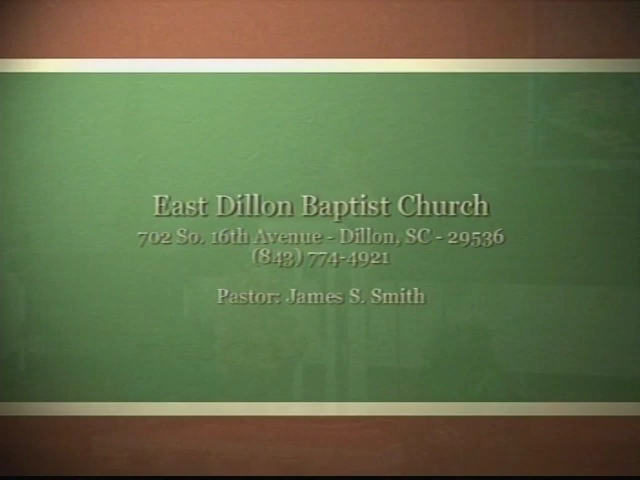 East Dillon Baptist Church
702 So. 16th Avenue - Dillon, SC - 29536
(843) 774-4921
Pastor: James S. Smith